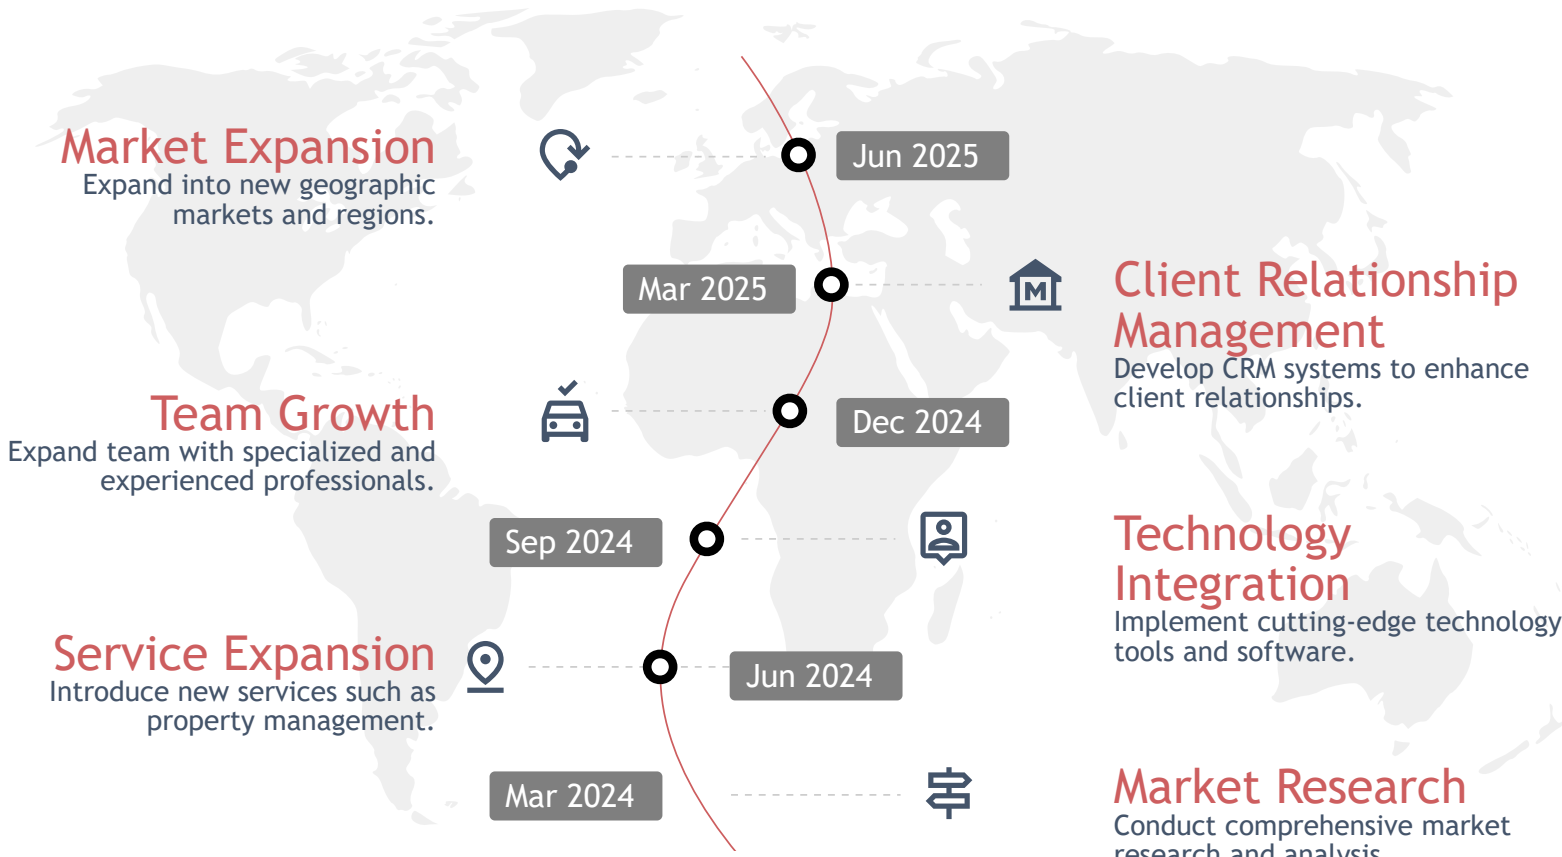 Market Expansion
Expand into new geographic
markets and regions.
Jun 2025
Mar 2025
Client Relationship
Management
Develop CRM systems to enhance
client relationships.
Team Growth
Expand team with specialized and
experienced professionals.
Dec 2024
Sep 2024
Technology
Integration
Implement cutting-edge technology
tools and software.
Service Expansion
Introduce new services such as
property management.
Jun 2024
Mar 2024
Market Research
Conduct comprehensive market
research and analysis
M